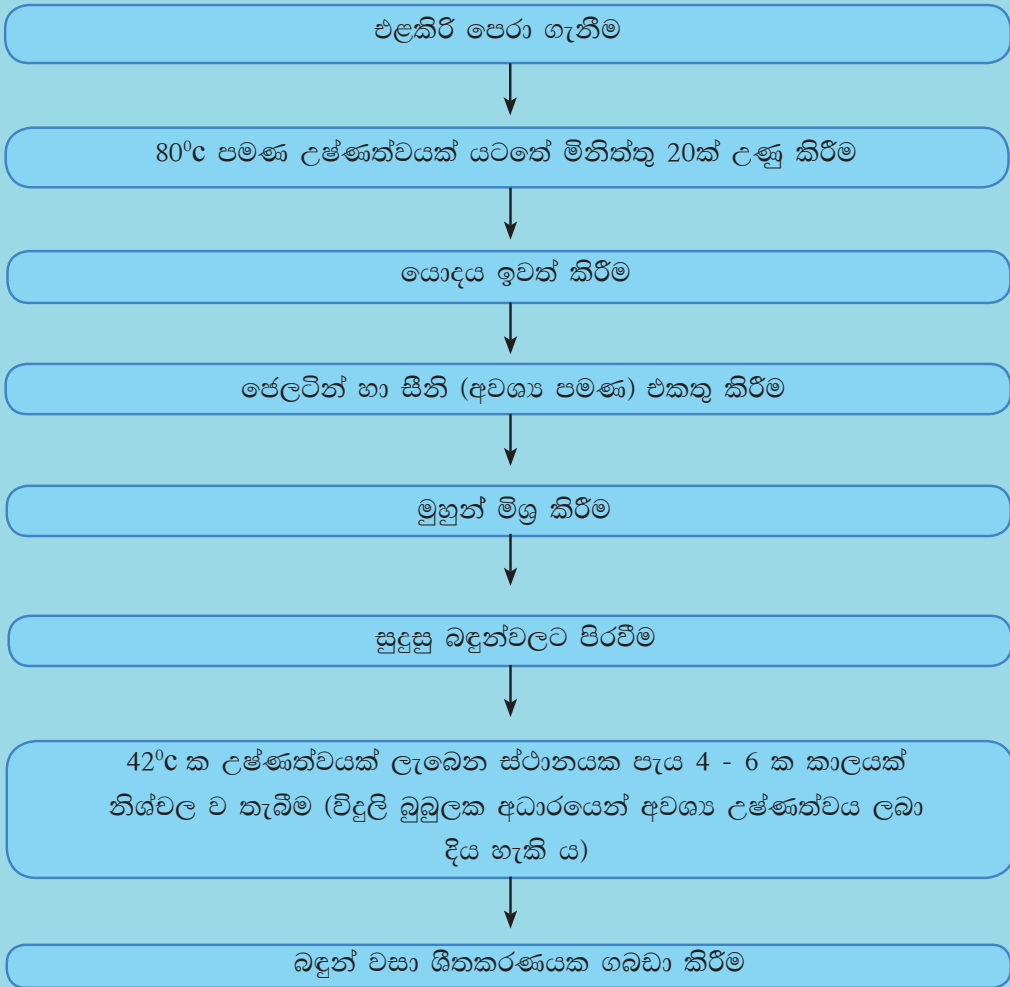 එළකිරි පෙරා ගැනීම
80⁰c පමණ උෂ්ණත්වයක් යටතේ මිනිත්තු 20ක් උණු කිරීම
යොදය ඉවත් කිරීම
ජෙලටින් හා සීනි (අවශ්‍ය පමණ) එකතු කිරීම
මුහුන් මිශ්‍ර කිරීම
සුදුසු බඳුන්වලට පිරවීම
42⁰c ක උෂ්ණත්වයක් ලැබෙන ස්ථානයක පැය 4 - 6 ක කාලයක්
නිශ්චල ව තැබීම (විදුලි බුබුලක අධාරයෙන් අවශ්‍ය උෂ්ණත්වය ලබා
දිය හැකි ය)
බඳුන් වසා ශීතකරණයක ගබඩා කිරීම